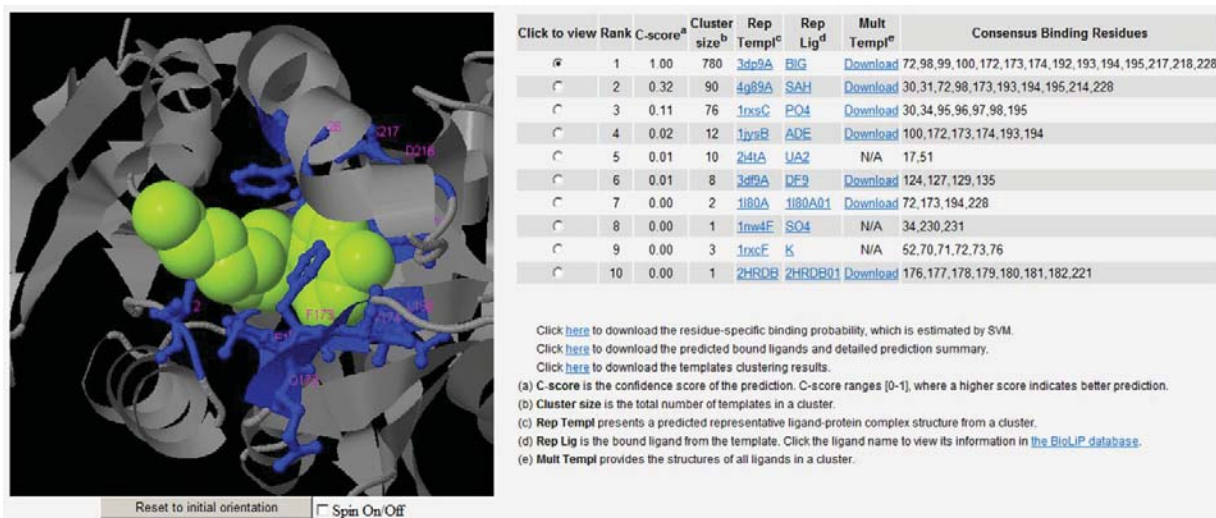 Click to view Rank C-scoreᵃ Cluster sizeᵇ Rep Templᶜ Rep Ligᵈ Mult Templᵉ Consensus Binding Residues
1 1.00 780 3dp9A BIG Download 72,98,99,100,172,173,174,192,193,194,195,217,218,228
2 0.32 90 4g89A SAH Download 30,31,72,98,173,193,194,195,214,228
3 0.11 76 1rxsC PO4 Download 30,34,95,96,97,98,195
4 0.02 12 1jysB ADE Download 100,172,173,174,193,194
5 0.01 10 2i4tA UA2 N/A 17,51
6 0.01 8 3df9A DF9 Download 124,127,129,135
7 0.00 2 1l80A 1l80A01 Download 72,173,194,228
8 0.00 1 1nw4F SO4 N/A 34,230,231
9 0.00 3 1rxcF K N/A 52,70,71,72,73,76
10 0.00 1 2HRDB 2HRDB01 Download 176,177,178,179,180,181,182,221
F173
Click here to download the residue-specific binding probability, which is estimated by SVM.
Click here to download the predicted bound ligands and detailed prediction summary.
Click here to download the templates clustering results.
(a) C-score is the confidence score of the prediction. C-score ranges [0-1], where a higher score indicates better prediction.
(b) Cluster size is the total number of templates in a cluster.
(c) Rep Templ presents a predicted representative ligand-protein complex structure from a cluster.
(d) Rep Lig is the bound ligand from the template. Click the ligand name to view its information in the BioLiP database.
(e) Mult Templ provides the structures of all ligands in a cluster.
Reset to initial orientation Spin On/Off